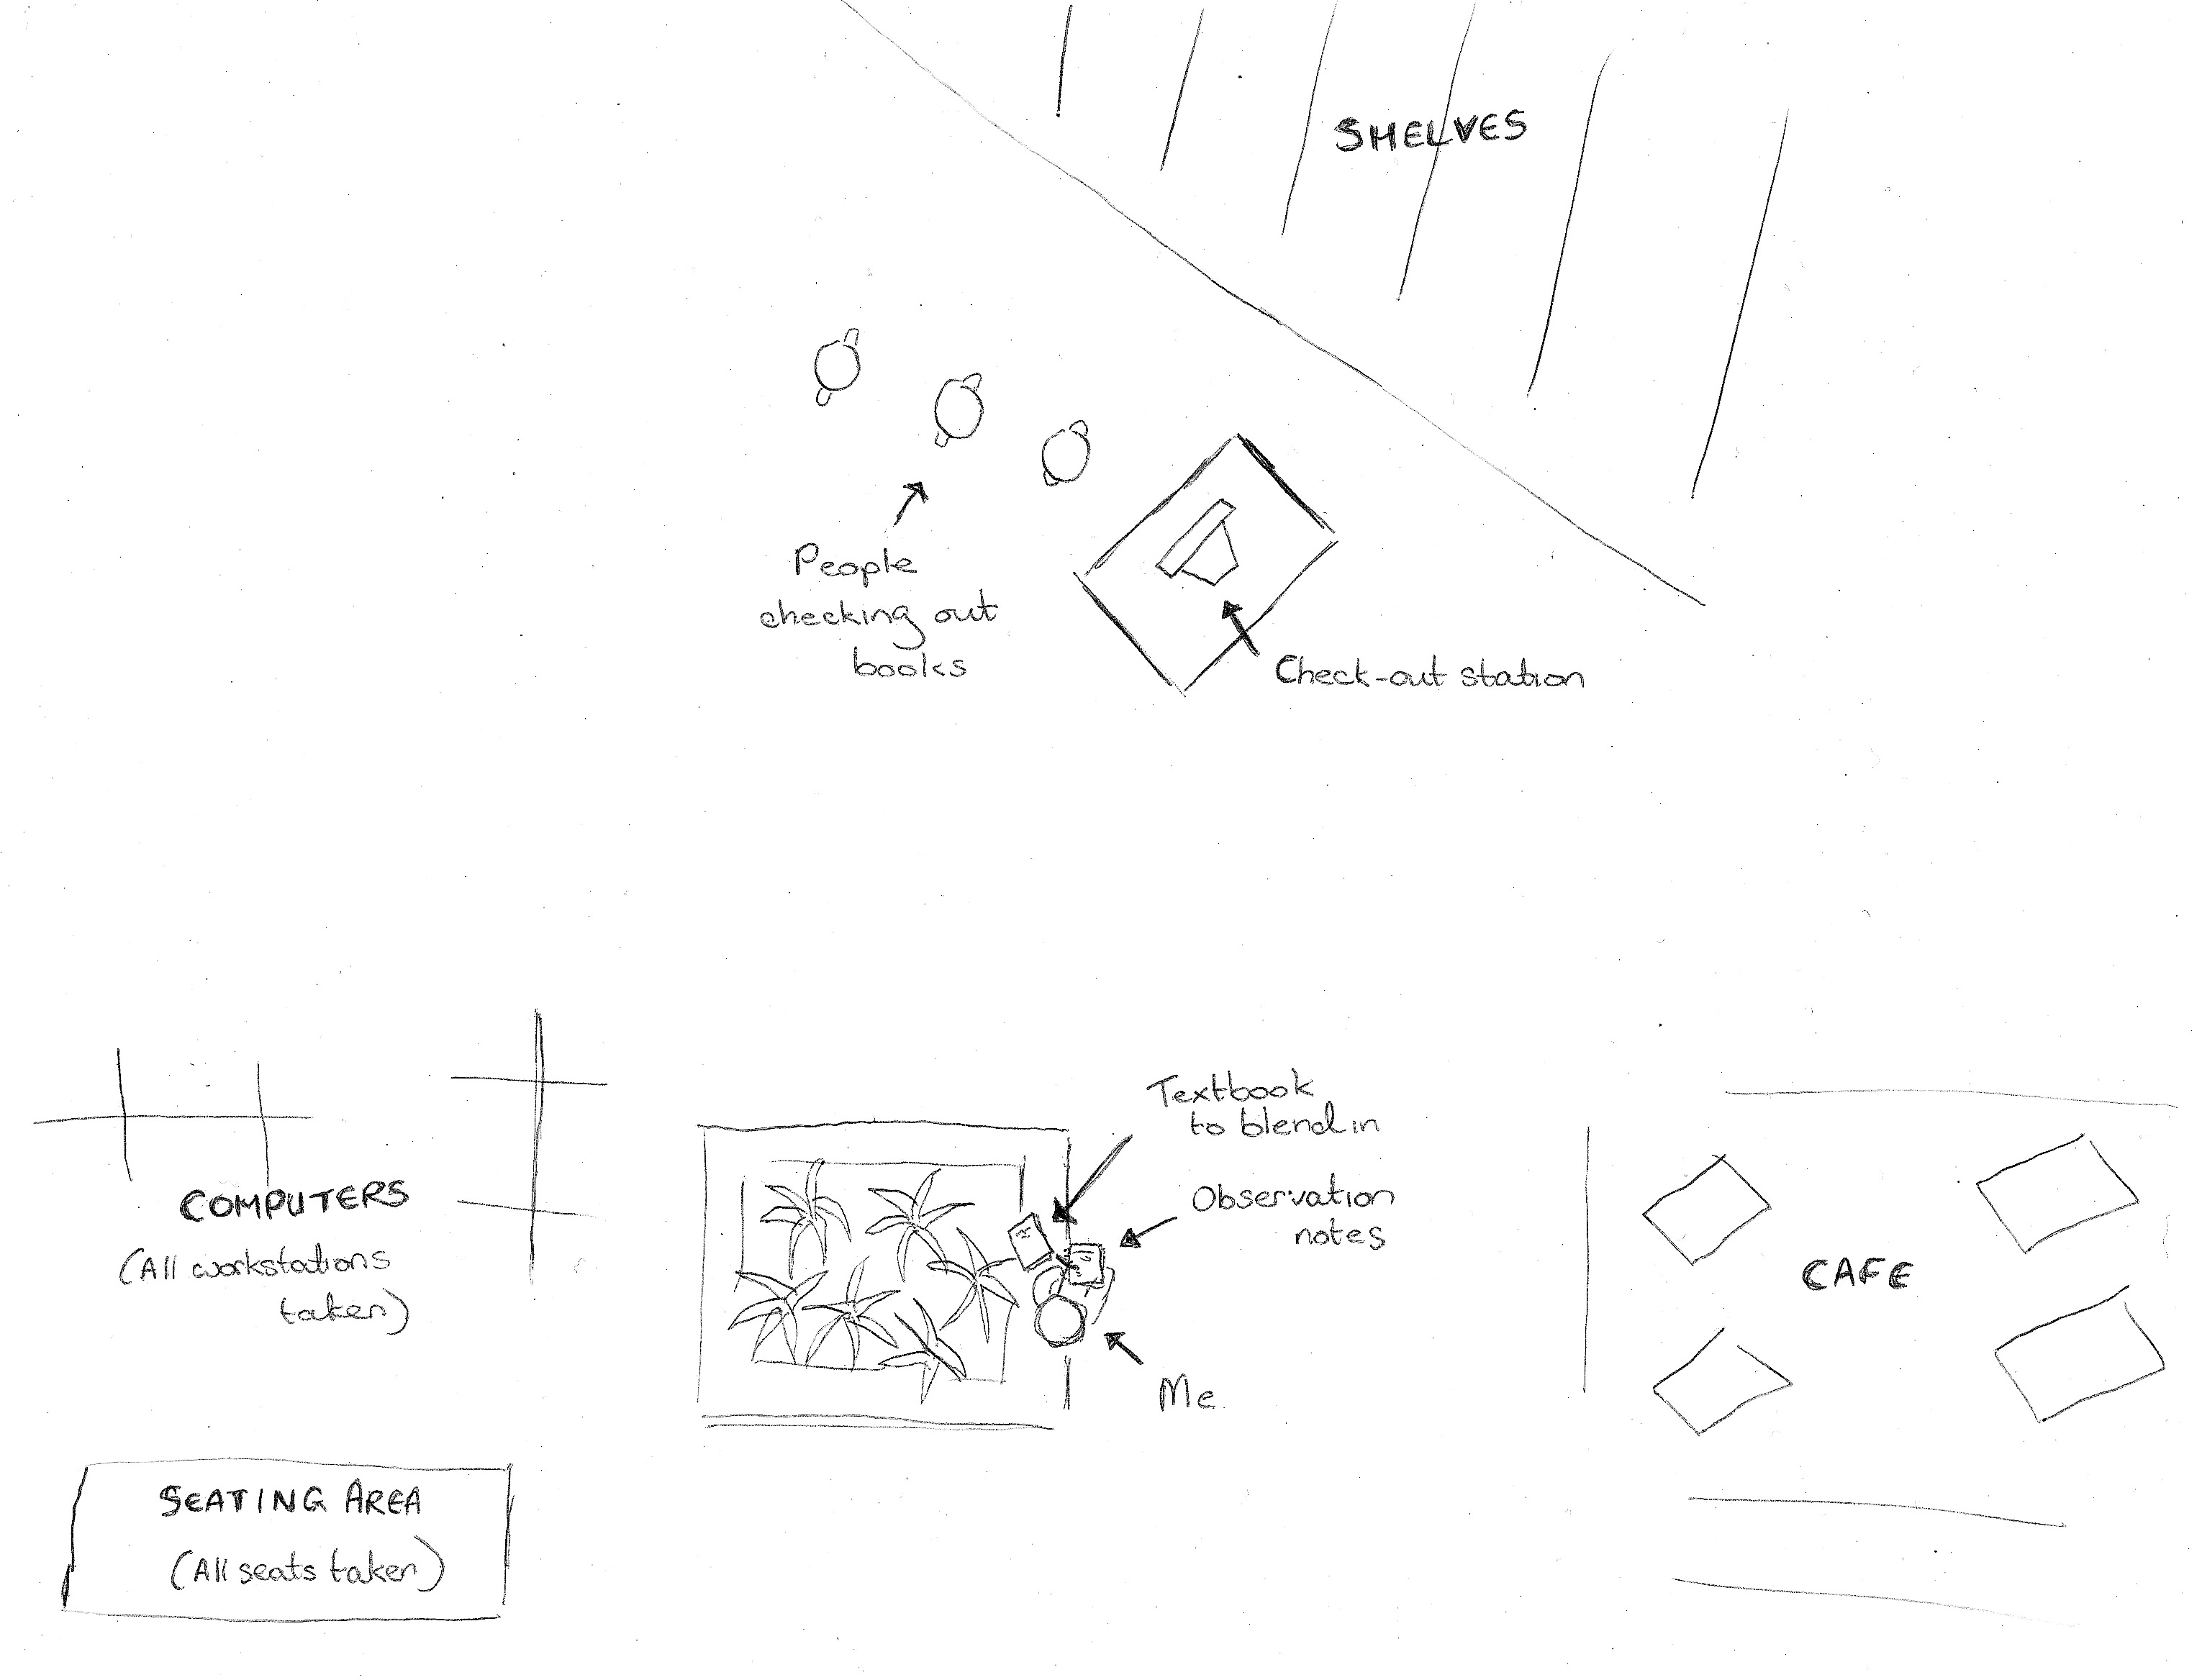 SHELVES
People
checking out
books
Check-out station
Textbook
to blend in
Observation
notes
Me
COMPUTERS
(All workstations
taken)
CAFE
SEATING AREA
(All seats taken)